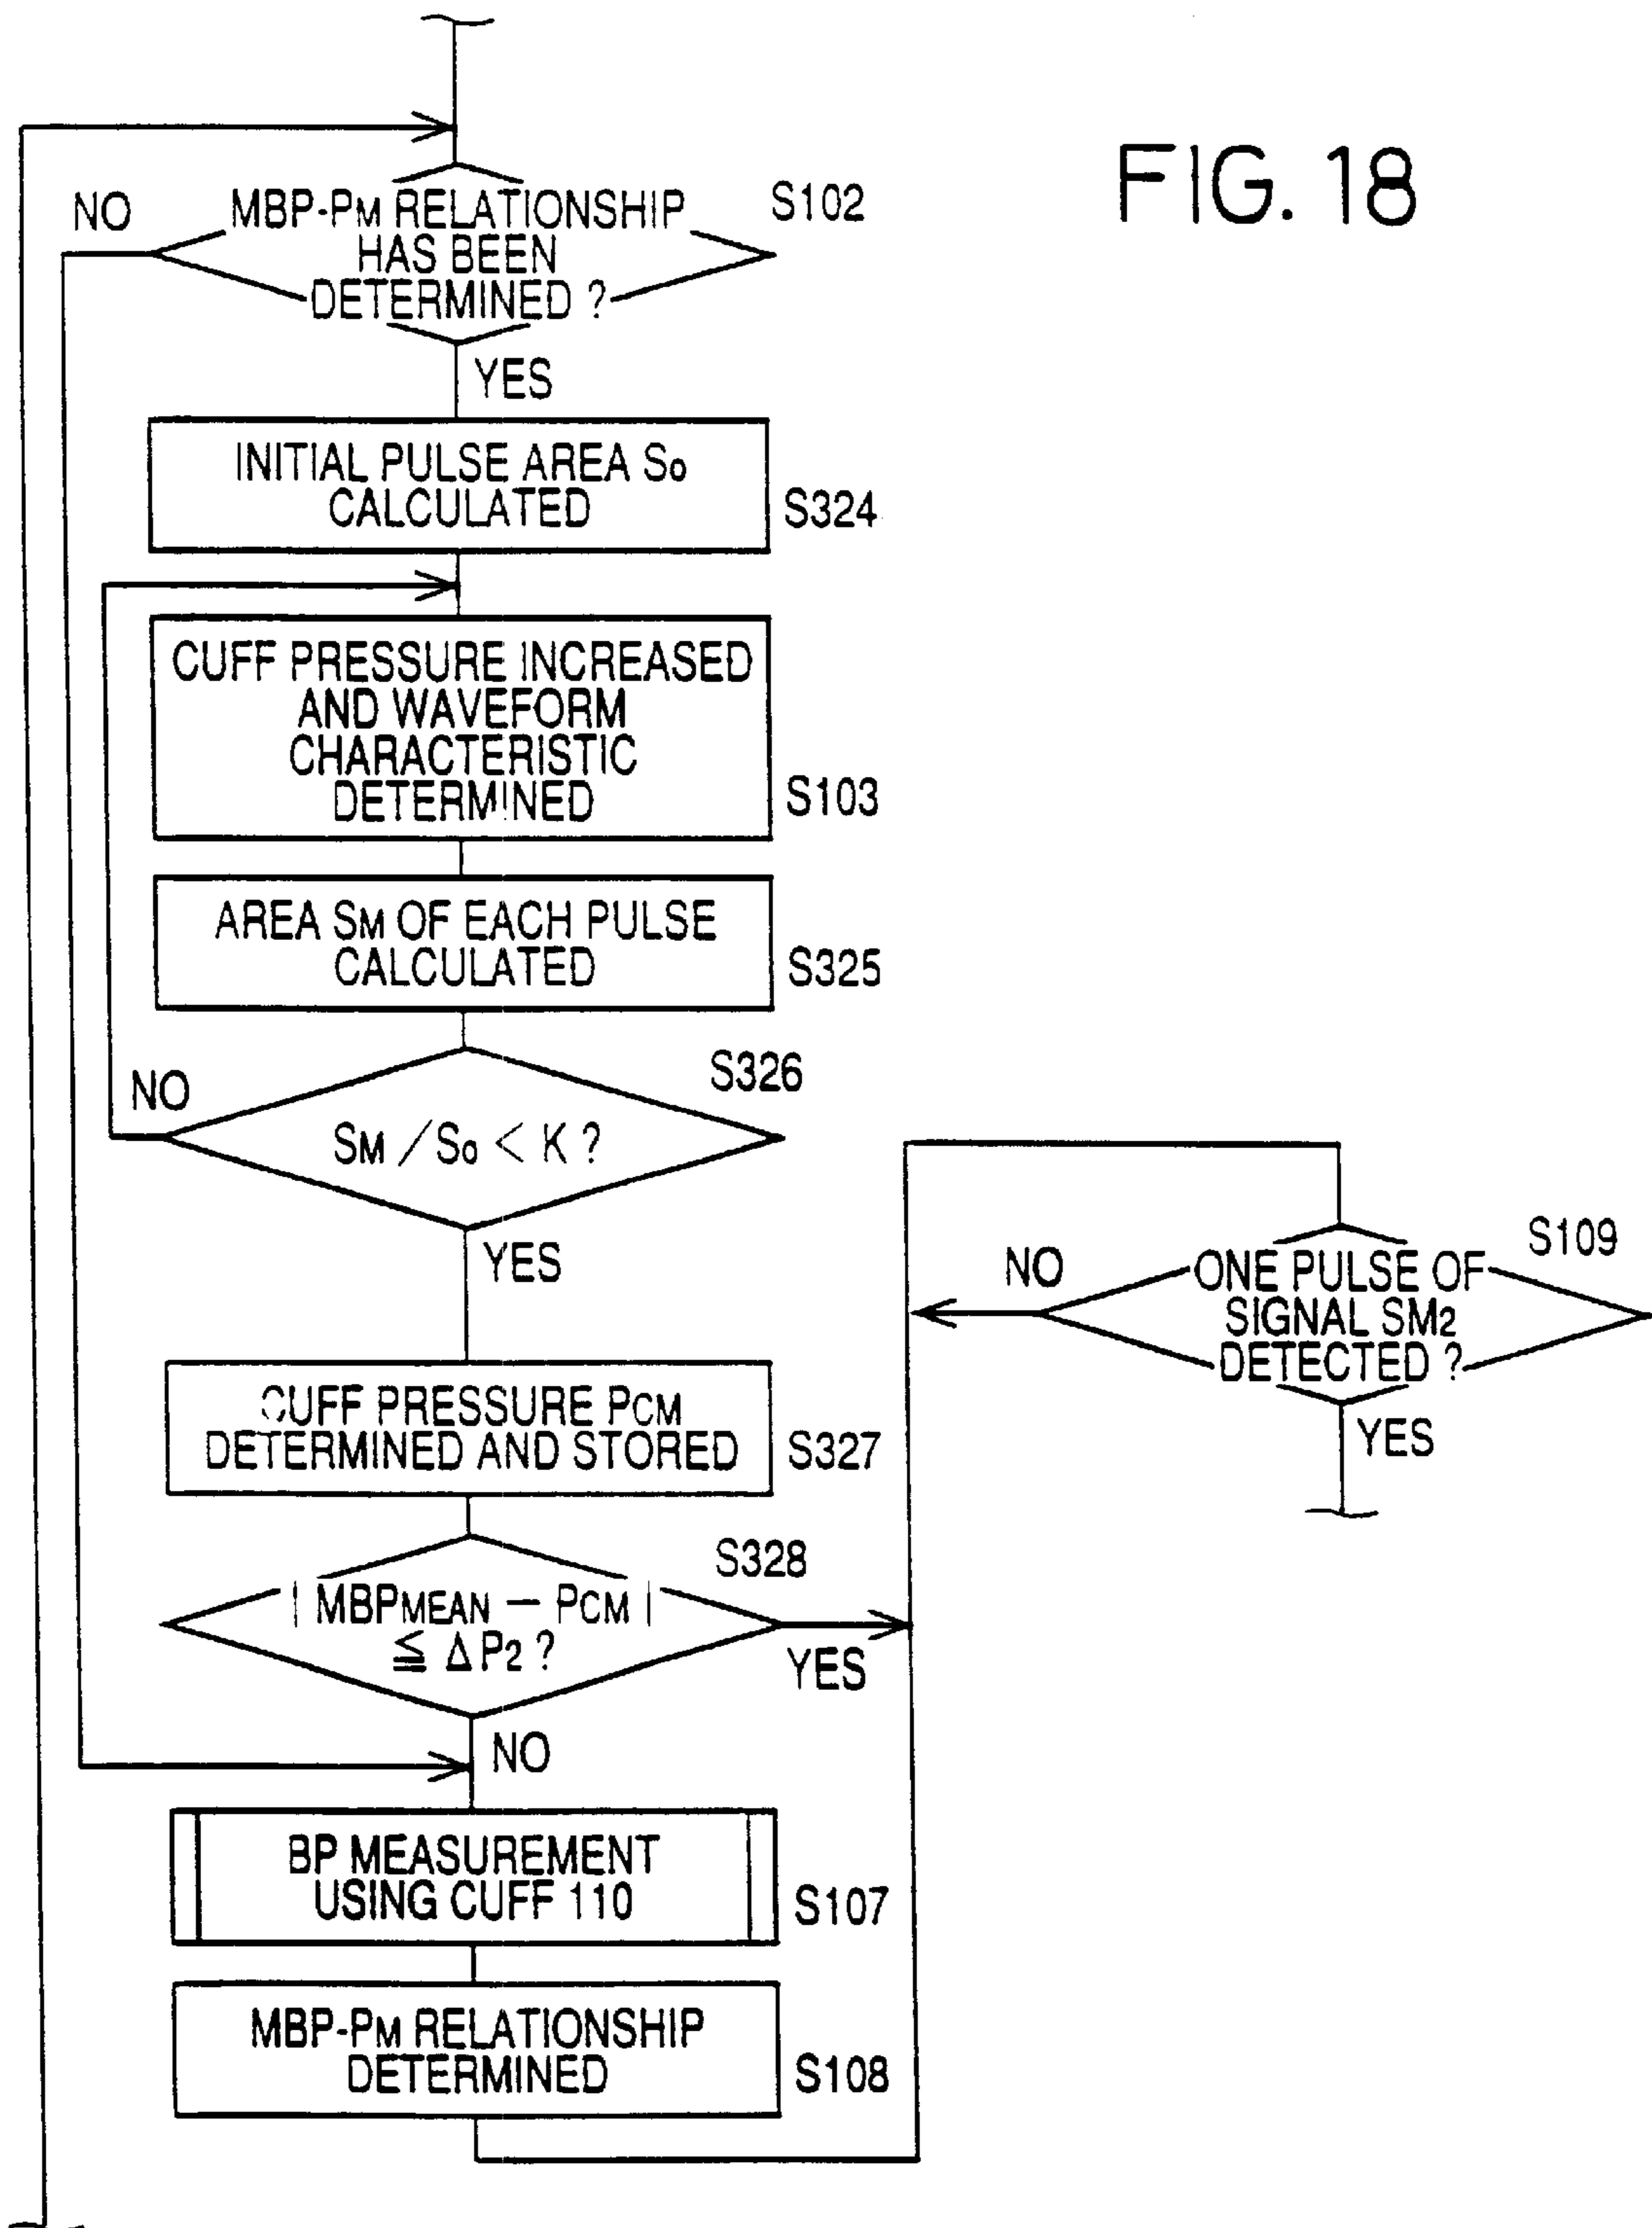 FIG. 18
NO
MBP-PM RELATIONSHIP
HAS BEEN
DETERMINED ?
S102
YES
INITIAL PULSE AREA S0
CALCULATED
S324
CUFF PRESSURE INCREASED
AND WAVEFORM
CHARACTERISTIC
DETERMINED
S103
AREA SM OF EACH PULSE
CALCULATED
S325
S326
NO
SM / S0 < K ?
YES
CUFF PRESSURE PCM
DETERMINED AND STORED
S327
S328
| MBPMEAN − PCM |
≦ ΔP2 ?
YES
NO
BP MEASUREMENT
USING CUFF 110
S107
MBP-PM RELATIONSHIP
DETERMINED
S108
S109
NO
ONE PULSE OF
SIGNAL SM2
DETECTED ?
YES